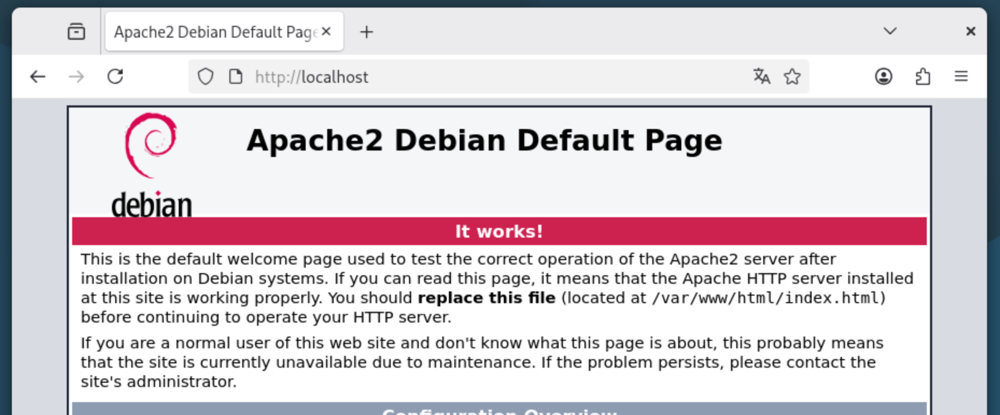 Apache2 Debian Default Page
http://localhost
debian
Apache2 Debian Default Page
It works!
This is the default welcome page used to test the correct operation of the Apache2 server after
installation on Debian systems. If you can read this page, it means that the Apache HTTP server installed
at this site is working properly. You should replace this file (located at /var/www/html/index.html)
before continuing to operate your HTTP server.
If you are a normal user of this web site and don't know what this page is about, this probably means
that the site is currently unavailable due to maintenance. If the problem persists, please contact the
site's administrator.
Configuration Overview